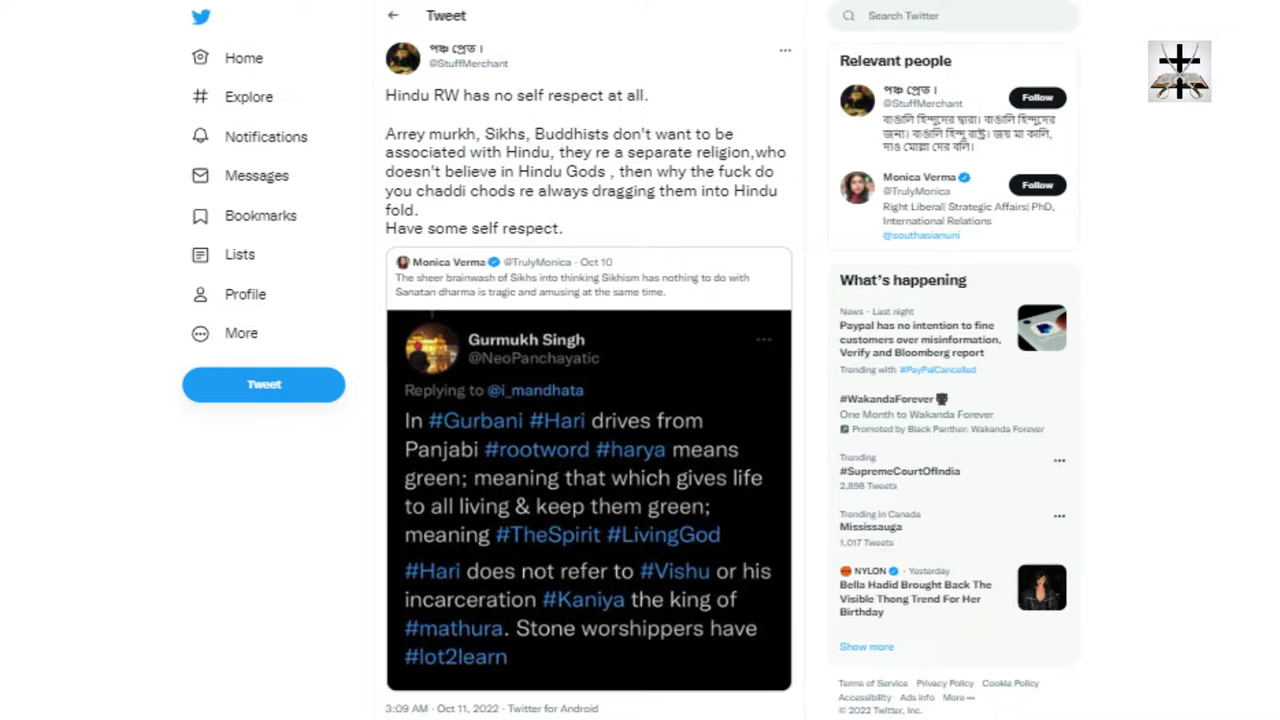 Home
Explore
Notifications
Messages
Bookmarks
Lists
Profile
More
Tweet
Tweet
পঞ্চ প্রেত।
@StuffMerchant
Hindu RW has no self respect at all.
Arrey murkh, Sikhs, Buddhists don't want to be
associated with Hindu, they re a separate religion,who
doesn't believe in Hindu Gods , then why the fuck do
you chaddi chods re always dragging them into Hindu
fold.
Have some self respect.
Monica Verma @TrulyMonica · Oct 10
The sheer brainwash of Sikhs into thinking Sikhism has nothing to do with
Sanatan dharma is tragic and amusing at the same time.
Gurmukh Singh
@NeoPanchayatic
Replying to @i_mandhata
In #Gurbani #Hari drives from
Panjabi #rootword #harya means
green; meaning that which gives life
to all living & keep them green;
meaning #TheSpirit #LivingGod
#Hari does not refer to #Vishu or his
incarceration #Kaniya the king of
#mathura. Stone worshippers have
#lot2learn
3:09 AM · Oct 11, 2022 · Twitter for Android
Search Twitter
Relevant people
পঞ্চ প্রেত।
@StuffMerchant
Follow
বাঙালি হিন্দুদের দ্বারা। বাঙালি হিন্দুদের
জন্য। বাঙালি হিন্দু রাষ্ট্র। জয় মা কালি,
দাও মোল্লা দের বলি।
Monica Verma
@TrulyMonica
Follow
Right Liberal| Strategic Affairs| PhD,
International Relations
@southasianuni
What's happening
News · Last night
Paypal has no intention to fine
customers over misinformation,
Verify and Bloomberg report
Trending with #PayPalCancelled
#WakandaForever
One Month to Wakanda Forever
Promoted by Black Panther: Wakanda Forever
Trending
#SupremeCourtOfIndia
2,898 Tweets
Trending in Canada
Mississauga
1,017 Tweets
NYLON · Yesterday
Bella Hadid Brought Back The
Visible Thong Trend For Her
Birthday
Show more
Terms of Service Privacy Policy Cookie Policy
Accessibility Ads info More
© 2022 Twitter, Inc.